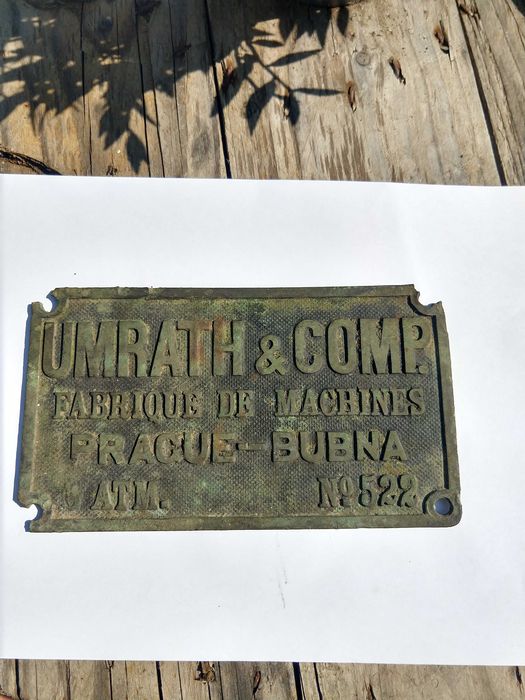 UMRATH & COMP.
FABRIQUE DE MACHINES
PRAGUE-BUBNA
ATM. Nº 522